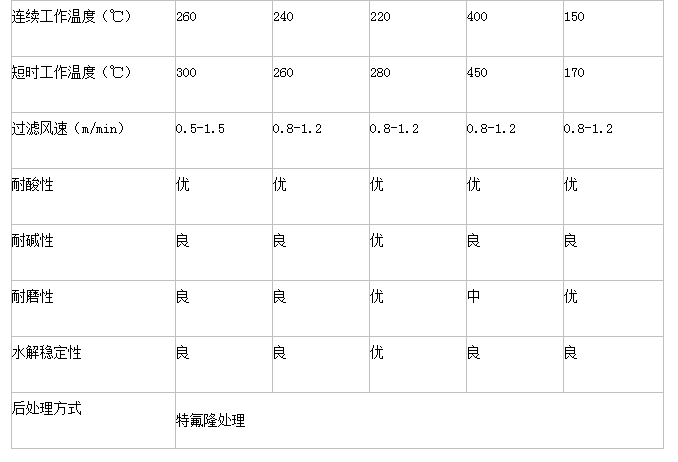 连续工作温度（℃） 260 240 220 400 150
短时工作温度（℃） 300 260 280 450 170
过滤风速（m/min） 0.5-1.5 0.8-1.2 0.8-1.2 0.8-1.2 0.8-1.2
耐酸性 优 优 优 优 优
耐碱性 良 良 优 良 良
耐磨性 良 良 优 中 优
水解稳定性 良 良 优 良 良
后处理方式 特氟隆处理